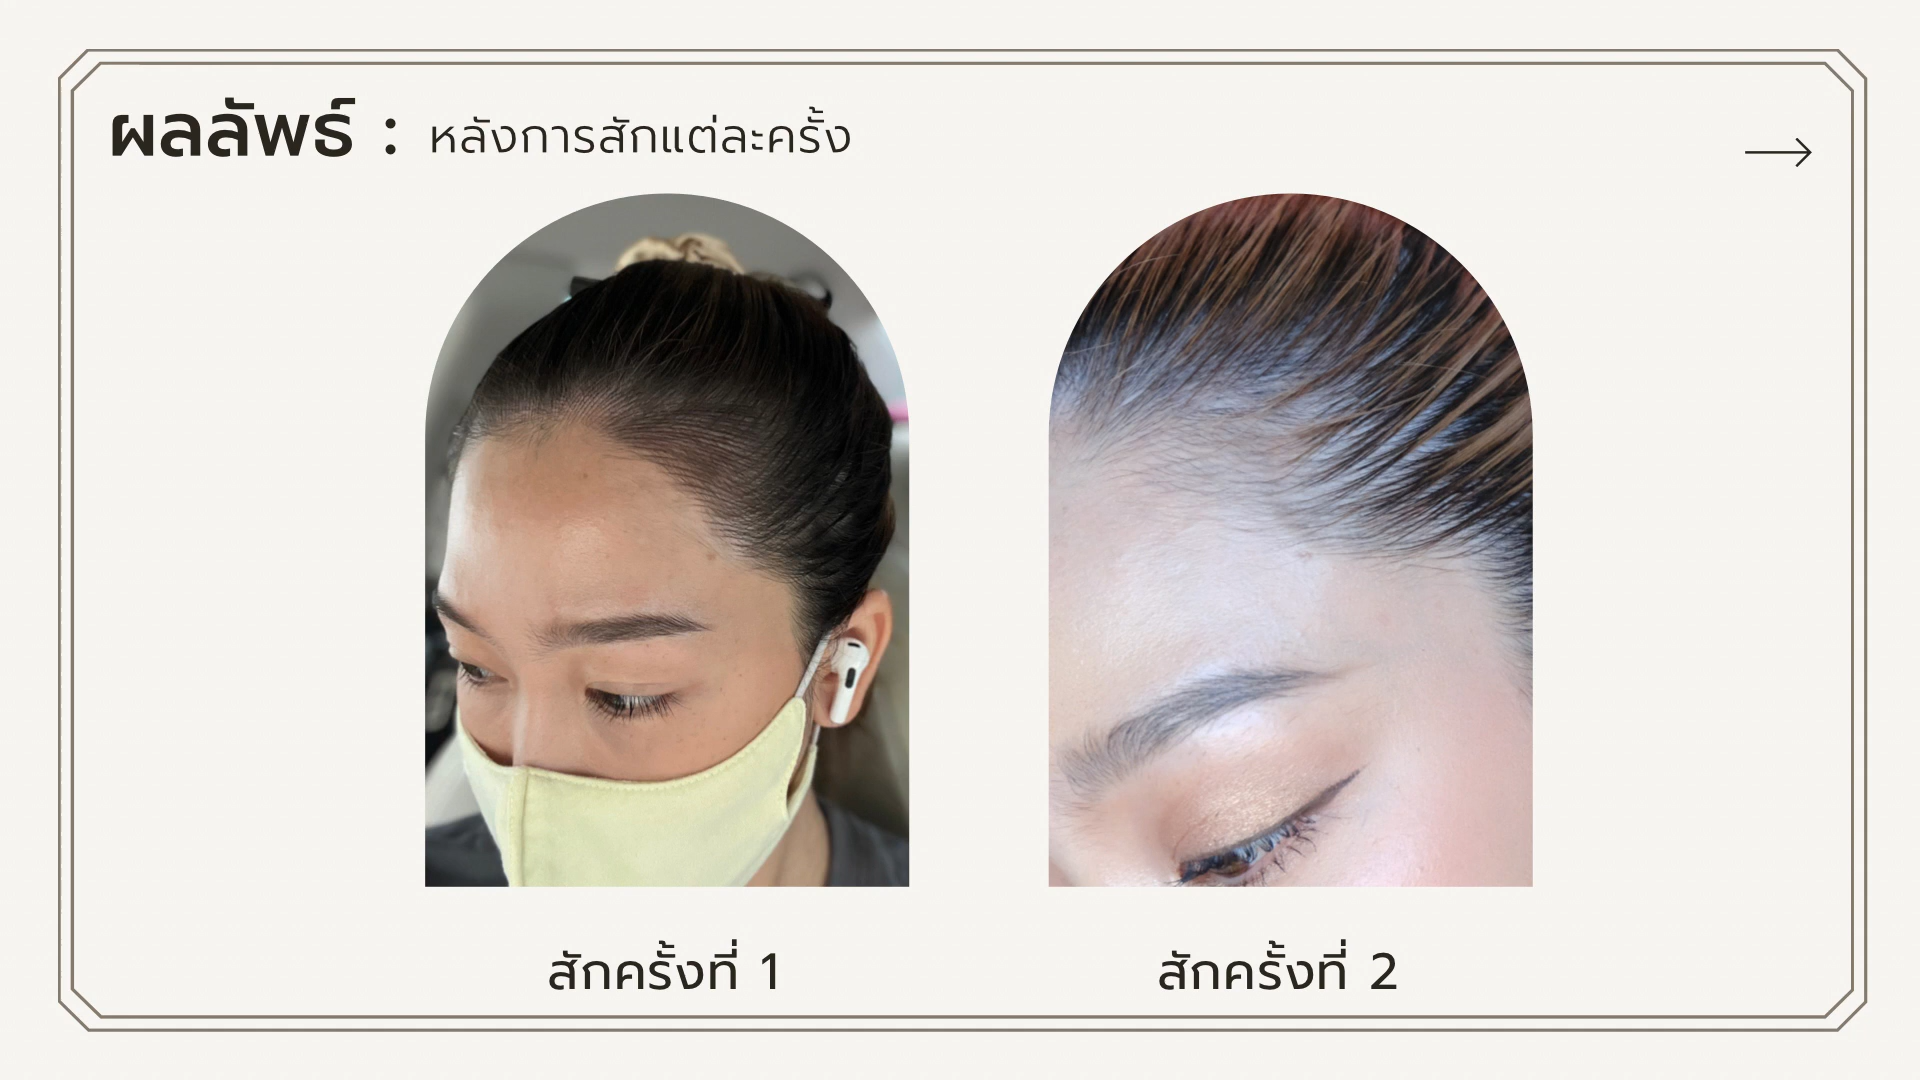 ผลลัพธ์ : หลังการสักแต่ละครั้ง
สักครั้งที่ 1
สักครั้งที่ 2